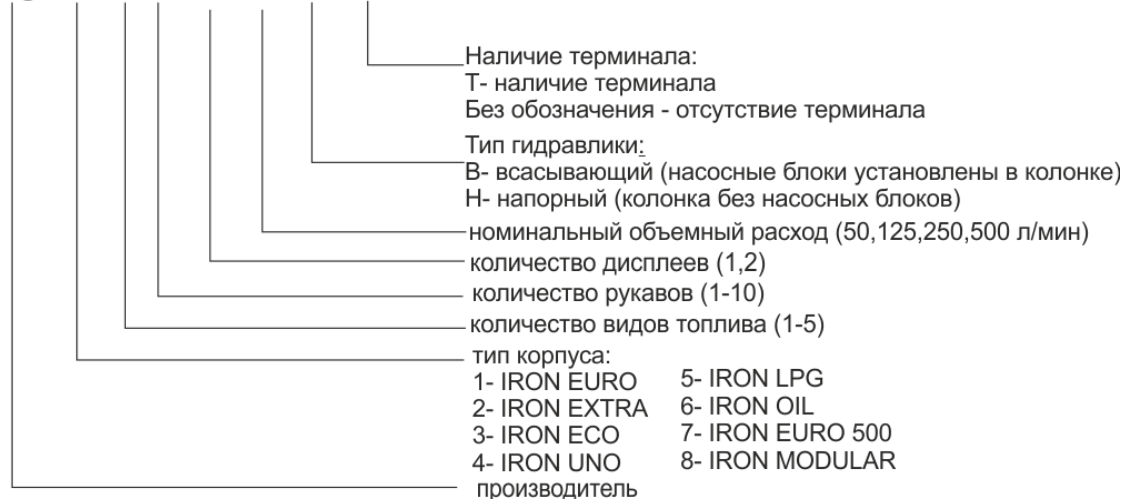 Наличие терминала:
Т- наличие терминала
Без обозначения - отсутствие терминала
Тип гидравлики:
В- всасывающий (насосные блоки установлены в колонке)
Н- напорный (колонка без насосных блоков)
номинальный объемный расход (50,125,250,500 л/мин)
количество дисплеев (1,2)
количество рукавов (1-10)
количество видов топлива (1-5)
тип корпуса:
1- IRON EURO
2- IRON EXTRA
3- IRON ECO
4- IRON UNO
5- IRON LPG
6- IRON OIL
7- IRON EURO 500
8- IRON MODULAR
производитель